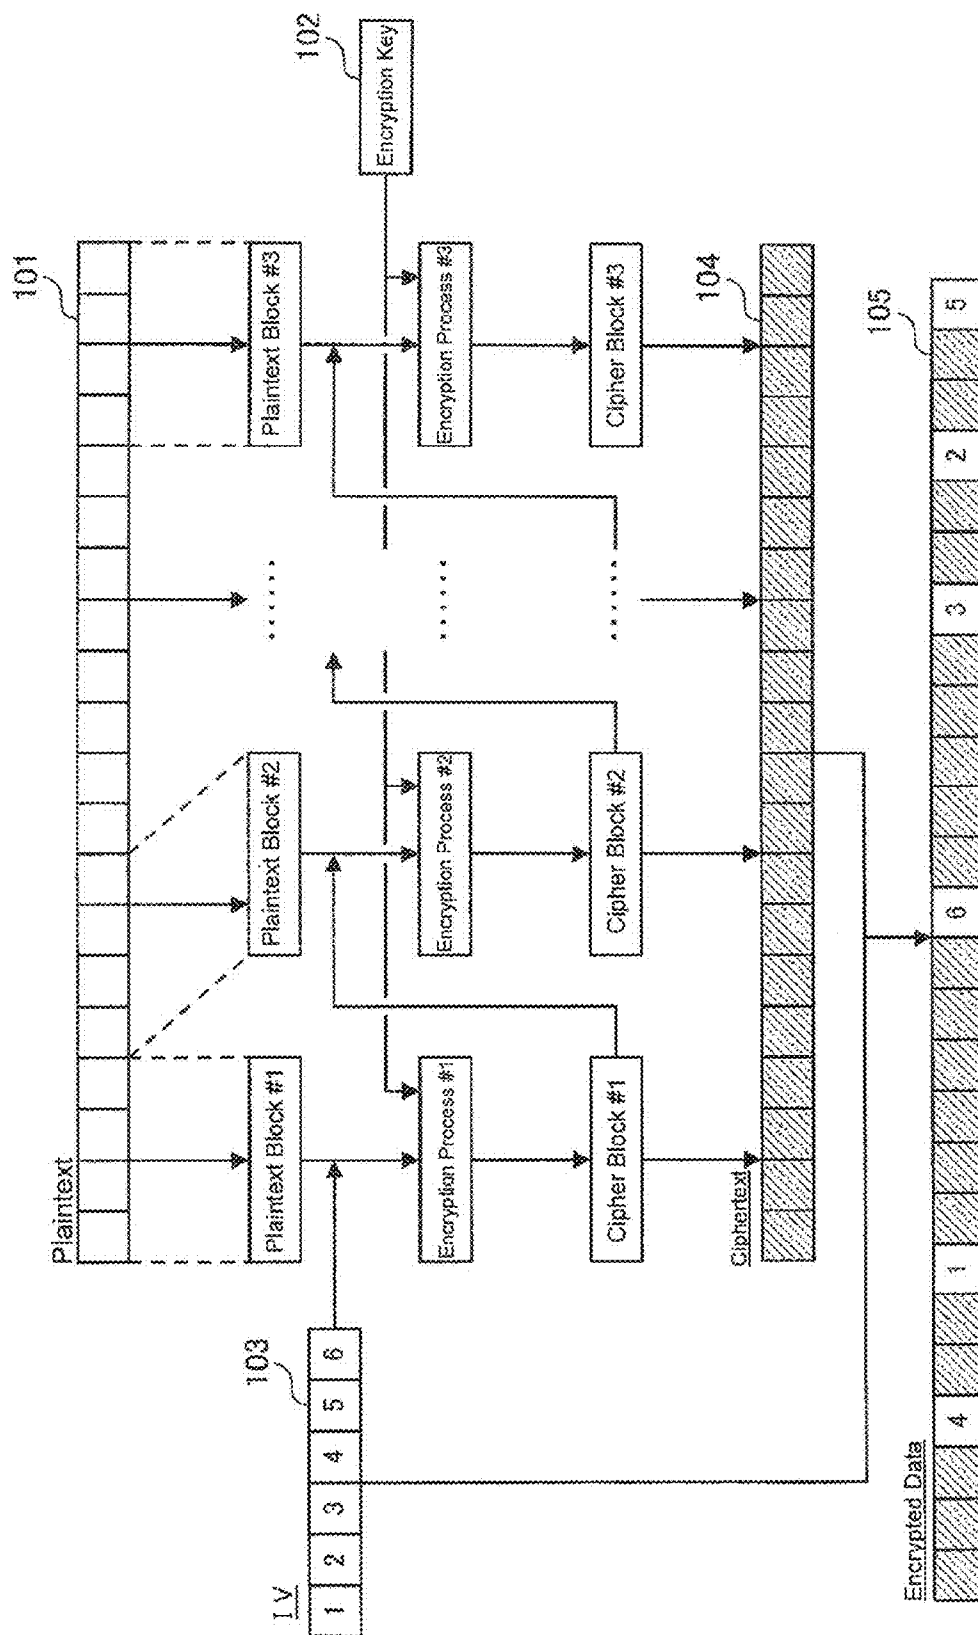 Plaintext
101
102
Encryption Key
Plaintext Block #1
Plaintext Block #2
......
Plaintext Block #3
IV
103
1 2 3 4 5 6
Encryption Process #1
Encryption Process #2
......
Encryption Process #3
Cipher Block #1
Cipher Block #2
......
Cipher Block #3
Ciphertext
104
Encrypted Data
105
4 1 6 3 2 5